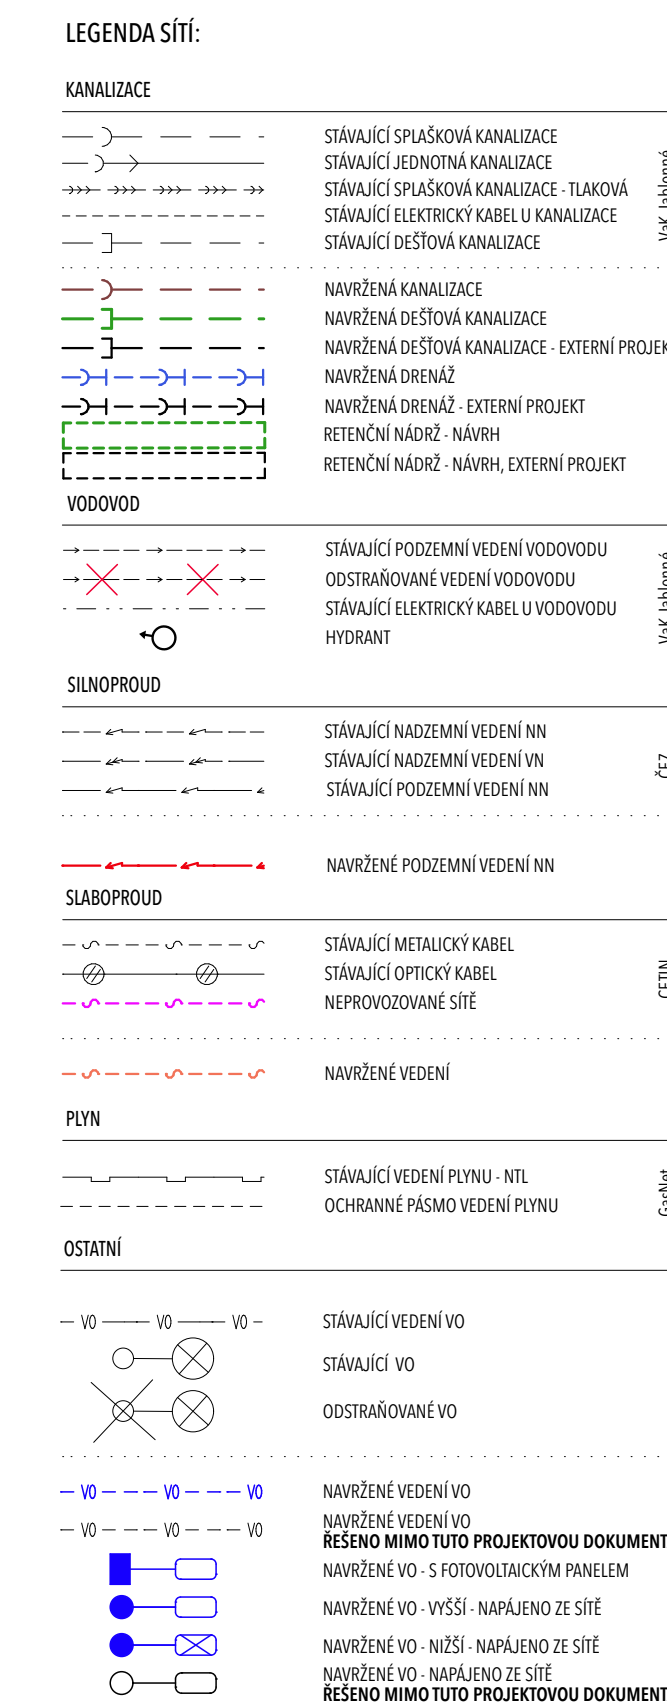 LEGENDA SÍTÍ:
KANALIZACE
STÁVAJÍCÍ SPLAŠKOVÁ KANALIZACE
STÁVAJÍCÍ JEDNOTNÁ KANALIZACE
STÁVAJÍCÍ SPLAŠKOVÁ KANALIZACE - TLAKOVÁ
STÁVAJÍCÍ ELEKTRICKÝ KABEL U KANALIZACE
STÁVAJÍCÍ DEŠŤOVÁ KANALIZACE
VaK Jablonné
NAVRŽENÁ KANALIZACE
NAVRŽENÁ DEŠŤOVÁ KANALIZACE
NAVRŽENÁ DEŠŤOVÁ KANALIZACE - EXTERNÍ PROJEK
NAVRŽENÁ DRENÁŽ
NAVRŽENÁ DRENÁŽ - EXTERNÍ PROJEKT
RETENČNÍ NÁDRŽ - NÁVRH
RETENČNÍ NÁDRŽ - NÁVRH, EXTERNÍ PROJEKT
VODOVOD
STÁVAJÍCÍ PODZEMNÍ VEDENÍ VODOVODU
ODSTRAŇOVANÉ VEDENÍ VODOVODU
STÁVAJÍCÍ ELEKTRICKÝ KABEL U VODOVODU
HYDRANT
VaK Jablonné
SILNOPROUD
STÁVAJÍCÍ NADZEMNÍ VEDENÍ NN
STÁVAJÍCÍ NADZEMNÍ VEDENÍ VN
STÁVAJÍCÍ PODZEMNÍ VEDENÍ NN
ČEZ
NAVRŽENÉ PODZEMNÍ VEDENÍ NN
SLABOPROUD
STÁVAJÍCÍ METALICKÝ KABEL
STÁVAJÍCÍ OPTICKÝ KABEL
NEPROVOZOVANÉ SÍTĚ
CETIN
NAVRŽENÉ VEDENÍ
PLYN
STÁVAJÍCÍ VEDENÍ PLYNU - NTL
OCHRANNÉ PÁSMO VEDENÍ PLYNU
GasNet
OSTATNÍ
VO VO VO STÁVAJÍCÍ VEDENÍ VO
STÁVAJÍCÍ VO
ODSTRAŇOVANÉ VO
VO VO VO NAVRŽENÉ VEDENÍ VO
VO VO VO NAVRŽENÉ VEDENÍ VO
ŘEŠENO MIMO TUTO PROJEKTOVOU DOKUMENT
NAVRŽENÉ VO - S FOTOVOLTAICKÝM PANELEM
NAVRŽENÉ VO - VYŠŠÍ - NAPÁJENO ZE SÍTĚ
NAVRŽENÉ VO - NIŽŠÍ - NAPÁJENO ZE SÍTĚ
NAVRŽENÉ VO - NAPÁJENO ZE SÍTĚ
ŘEŠENO MIMO TUTO PROJEKTOVOU DOKUMENT